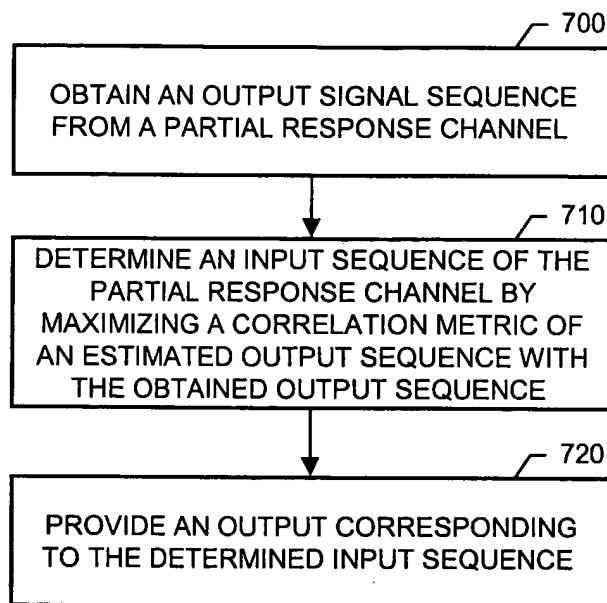 700
OBTAIN AN OUTPUT SIGNAL SEQUENCE
FROM A PARTIAL RESPONSE CHANNEL
710
DETERMINE AN INPUT SEQUENCE OF THE
PARTIAL RESPONSE CHANNEL BY
MAXIMIZING A CORRELATION METRIC OF
AN ESTIMATED OUTPUT SEQUENCE WITH
THE OBTAINED OUTPUT SEQUENCE
720
PROVIDE AN OUTPUT CORRESPONDING
TO THE DETERMINED INPUT SEQUENCE